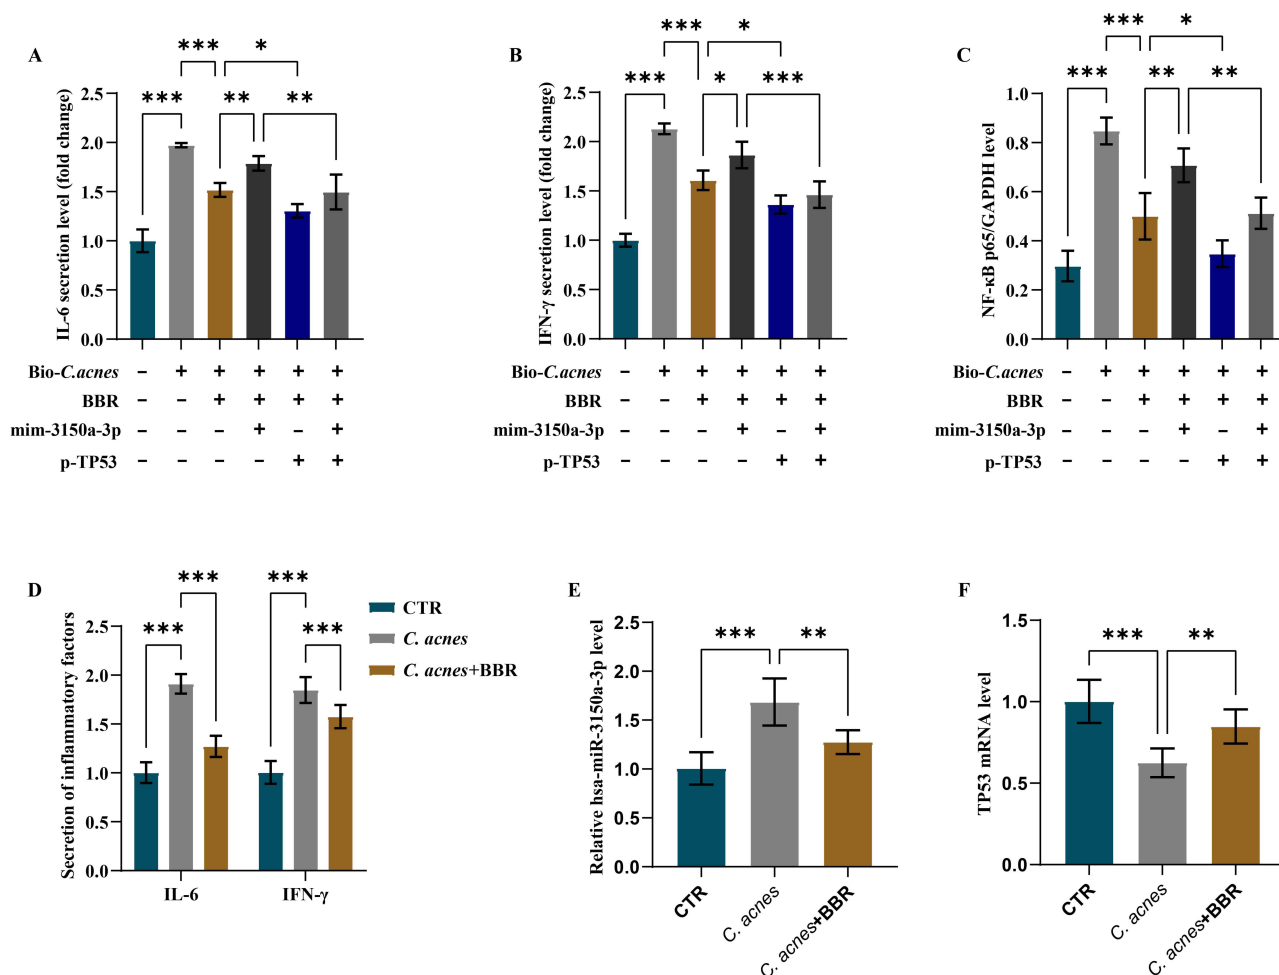 A
*** *
*** ** **
IL-6 secretion level (fold change)
2.5
2.0
1.5
1.0
0.5
0.0
Bio-C.acnes − + + + + +
BBR − − + + + +
mim-3150a-3p − − − + − +
p-TP53 − − − − + +
B
*** *
*** * ***
IFN-γ secretion level (fold change)
2.5
2.0
1.5
1.0
0.5
0.0
Bio-C.acnes − + + + + +
BBR − − + + + +
mim-3150a-3p − − − + − +
p-TP53 − − − − + +
C
*** *
*** ** **
NF-κB p65/GAPDH level
1.0
0.8
0.6
0.4
0.2
0.0
Bio-C.acnes − + + + + +
BBR − − + + + +
mim-3150a-3p − − − + − +
p-TP53 − − − − + +
D
*** ***
*** ***
Secretion of inflammatory factors
2.5
2.0
1.5
1.0
0.5
0.0
IL-6 IFN-γ
CTR
C. acnes
C. acnes+BBR
E
*** **
Relative hsa-miR-3150a-3p level
2.5
2.0
1.5
1.0
0.5
0.0
CTR
C. acnes
C. acnes+BBR
F
*** **
TP53 mRNA level
1.5
1.0
0.5
0.0
CTR
C. acnes
C. acnes+BBR